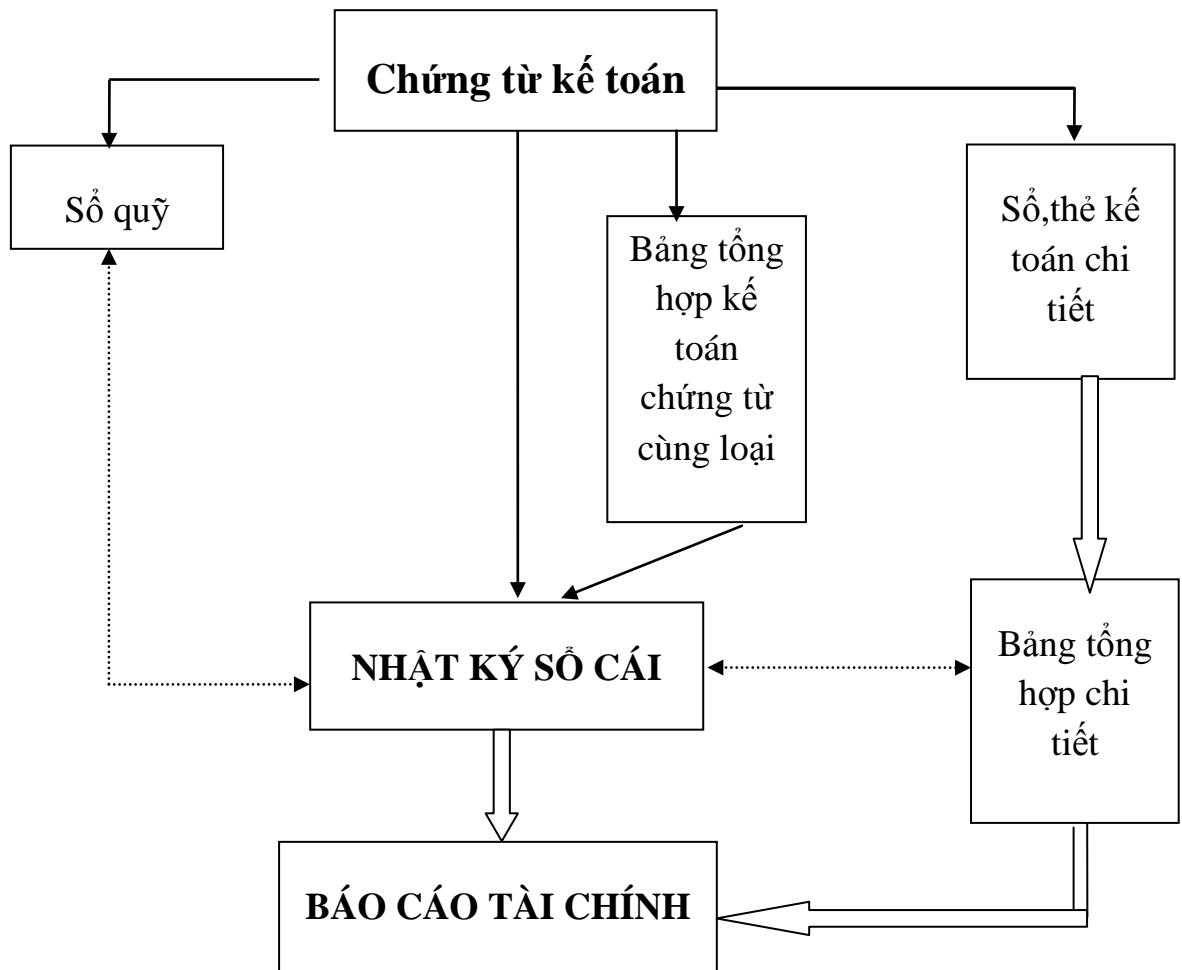 Chứng từ kế toán
Sổ quỹ
Bảng tổng
hợp kế
toán
chứng từ
cùng loại
Sổ,thẻ kế
toán chi
tiết
NHẬT KÝ SỔ CÁI
Bảng tổng
hợp chi
tiết
BÁO CÁO TÀI CHÍNH